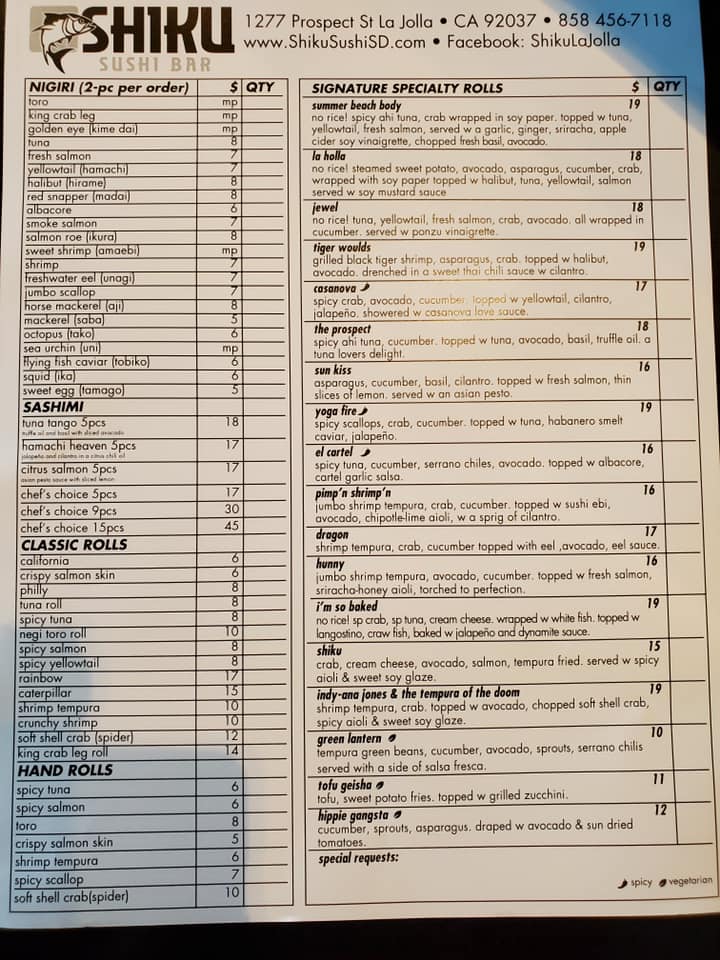 SHIKU
SUSHI BAR
1277 Prospect St La Jolla • CA 92037 • 858 456-7118
www.ShikuSushiSD.com • Facebook: ShikuLaJolla
NIGIRI (2-pc per order) $ QTY
toro mp
king crab leg mp
golden eye (kime dai) mp
tuna 8
fresh salmon 7
yellowtail (hamachi) 7
halibut (hirame) 8
red snapper (madai) 8
albacore 6
smoke salmon 7
salmon roe (ikura) 8
sweet shrimp (amaebi) mp
shrimp 7
freshwater eel (unagi) 7
jumbo scallop 7
horse mackerel (aji) 8
mackerel (saba) 5
octopus (tako) 6
sea urchin (uni) mp
flying fish caviar (tobiko) 6
squid (ika) 6
sweet egg (tamago) 5
SASHIMI
tuna tango 5pcs 18
truffle oil and basil with sliced avocado
hamachi heaven 5pcs 17
jalapeño and cilantro in a citrus chili oil
citrus salmon 5pcs 17
asian pesto sauce with sliced lemon
chef's choice 5pcs 17
chef's choice 9pcs 30
chef's choice 15pcs 45
CLASSIC ROLLS
california 6
crispy salmon skin 6
philly 8
tuna roll 8
spicy tuna 8
negi toro roll 10
spicy salmon 8
spicy yellowtail 8
rainbow 17
caterpillar 15
shrimp tempura 10
crunchy shrimp 10
soft shell crab (spider) 12
king crab leg roll 14
HAND ROLLS
spicy tuna 6
spicy salmon 6
toro 8
crispy salmon skin 5
shrimp tempura 6
spicy scallop 7
soft shell crab(spider) 10
SIGNATURE SPECIALTY ROLLS $ QTY
summer beach body 19
no rice! spicy ahi tuna, crab wrapped in soy paper. topped w tuna,
yellowtail, fresh salmon, served w a garlic, ginger, sriracha, apple
cider soy vinaigrette, chopped fresh basil, avocado.
la holla 18
no rice! steamed sweet potato, avocado, asparagus, cucumber, crab,
wrapped with soy paper topped w halibut, tuna, yellowtail, salmon
served w soy mustard sauce
jewel 18
no rice! tuna, yellowtail, fresh salmon, crab, avocado. all wrapped in
cucumber. served w ponzu vinaigrette.
tiger woulds 19
grilled black tiger shrimp, asparagus, crab. topped w halibut,
avocado. drenched in a sweet thai chili sauce w cilantro.
casanova 17
spicy crab, avocado, cucumber. topped w yellowtail, cilantro,
jalapeño. showered w casanova love sauce.
the prospect 18
spicy ahi tuna, cucumber. topped w tuna, avocado, basil, truffle oil. a
tuna lovers delight.
sun kiss 16
asparagus, cucumber, basil, cilantro. topped w fresh salmon, thin
slices of lemon. served w an asian pesto.
yoga fire 19
spicy scallops, crab, cucumber. topped w tuna, habanero smelt
caviar, jalapeño.
el cartel 16
spicy tuna, cucumber, serrano chiles, avocado. topped w albacore,
cartel garlic salsa.
pimp'n shrimp'n 16
jumbo shrimp tempura, crab, cucumber. topped w sushi ebi,
avocado, chipotle-lime aioli, w a sprig of cilantro.
dragon 17
shrimp tempura, crab, cucumber topped with eel ,avocado, eel sauce.
hunny 16
jumbo shrimp tempura, avocado, cucumber. topped w fresh salmon,
sriracha-honey aioli, torched to perfection.
i'm so baked 19
no rice! sp crab, sp tuna, cream cheese. wrapped w white fish. topped w
langostino, craw fish, baked w jalapeño and dynamite sauce.
shiku 15
crab, cream cheese, avocado, salmon, tempura fried. served w spicy
aioli & sweet soy glaze.
indy-ana jones & the tempura of the doom 19
shrimp tempura, crab. topped w avocado, chopped soft shell crab,
spicy aioli & sweet soy glaze.
green lantern 10
tempura green beans, cucumber, avocado, sprouts, serrano chilis
served with a side of salsa fresca.
tofu geisha 11
tofu, sweet potato fries. topped w grilled zucchini.
hippie gangsta 12
cucumber, sprouts, asparagus. draped w avocado & sun dried
tomatoes.
special requests:
spicy vegetarian